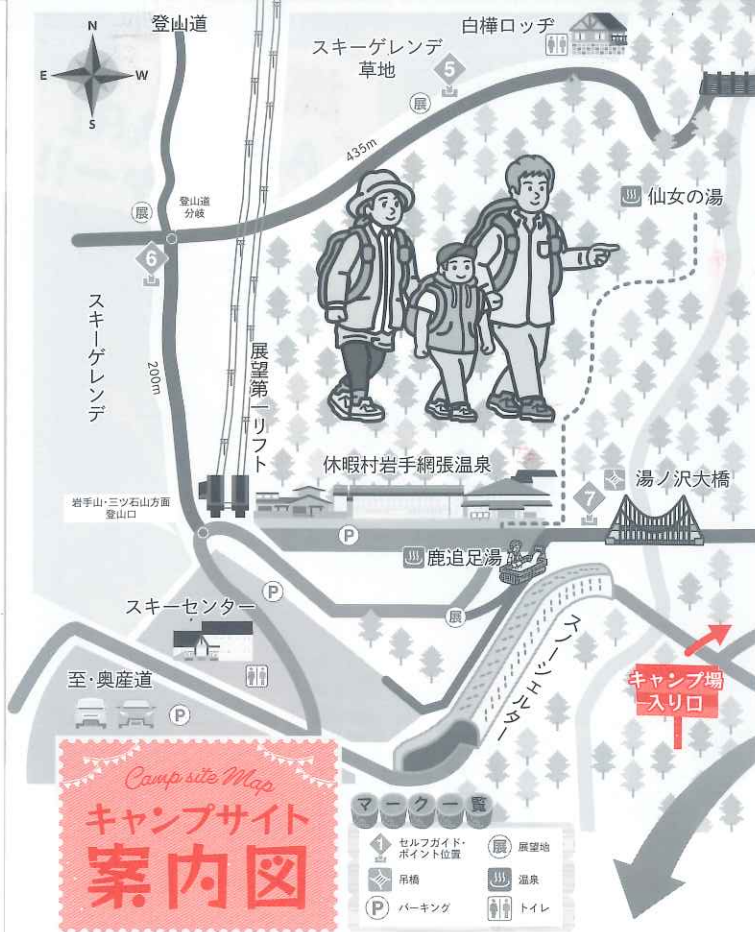 N
E
W
S
登山道
白樺ロッヂ
スキーゲレンデ
草地
5
展
435m
仙女の湯
登山道
分岐
展
6
スキーゲレンデ
200m
展望第一リフト
休暇村岩手網張温泉
湯ノ沢大橋
7
岩手山・三ツ石山方面
登山口
P
鹿追足湯
P
展
スキーセンター
スノーシェルター
至・奥産道
P
キャンプ場
入り口
Camp site Map
キャンプサイト
案内図
マーク一覧
1
セルフガイド・
ポイント位置
展
展望地
吊橋
温泉
P
パーキング
トイレ